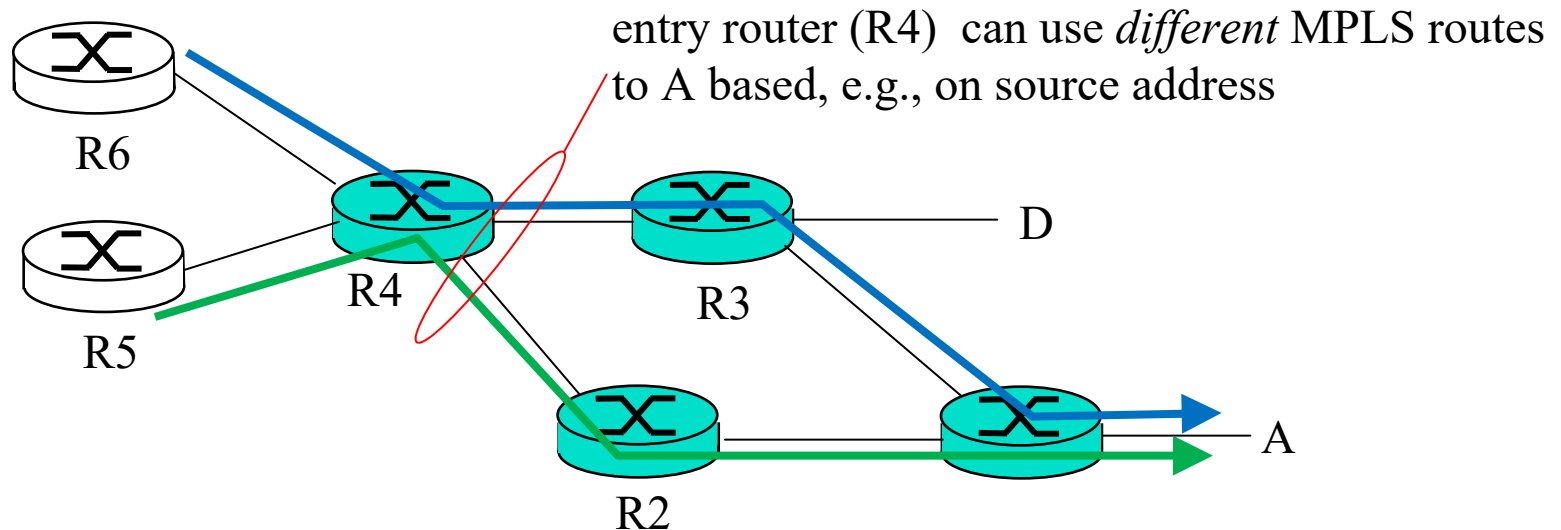 entry router (R4) can use different MPLS routes
to A based, e.g., on source address
R6
R4
R3
D
R5
R2
A